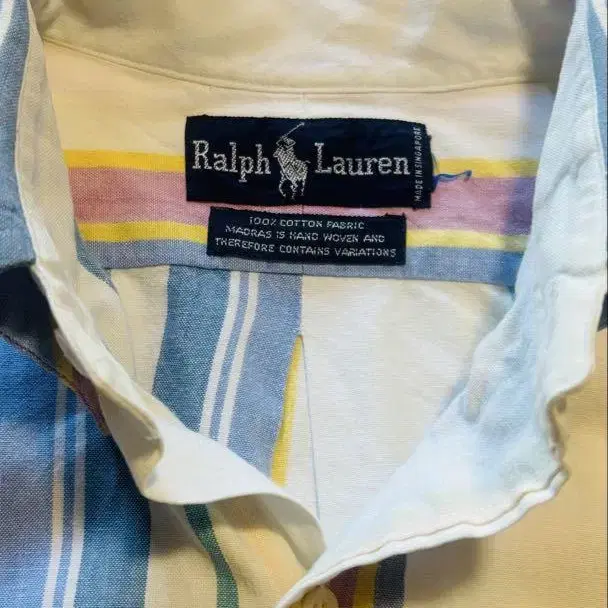 Ralph Lauren
MADE IN SINGAPORE
100% COTTON FABRIC
MADRAS IS HAND WOVEN AND
THEREFORE CONTAINS VARIATIONS